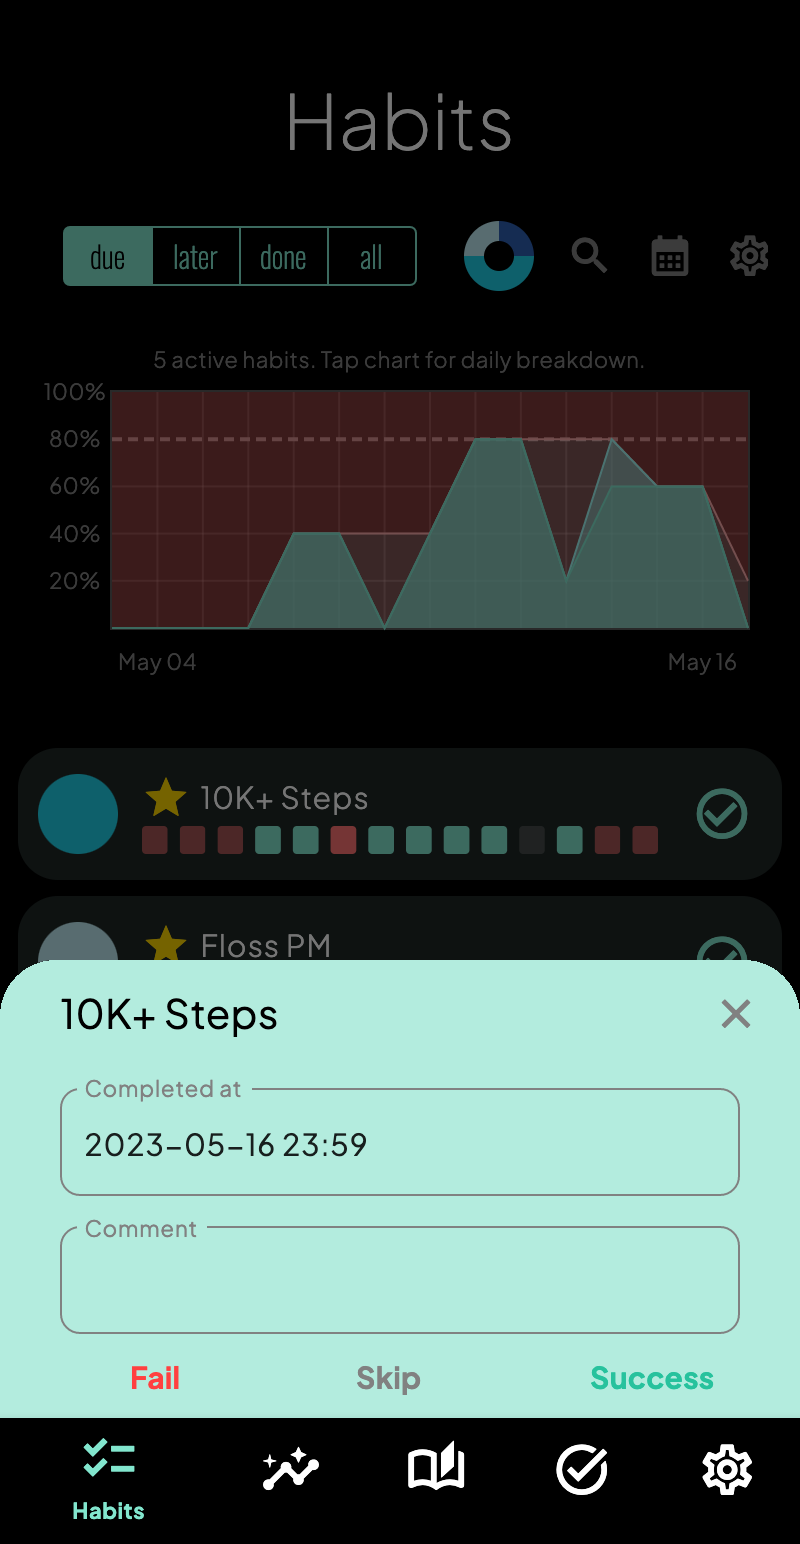 Habits
due later done all
5 active habits. Tap chart for daily breakdown.
100%
80%
60%
40%
20%
May 04 May 16
10K+ Steps
Floss PM
10K+ Steps
Completed at
2023-05-16 23:59
Comment
Fail Skip Success
Habits